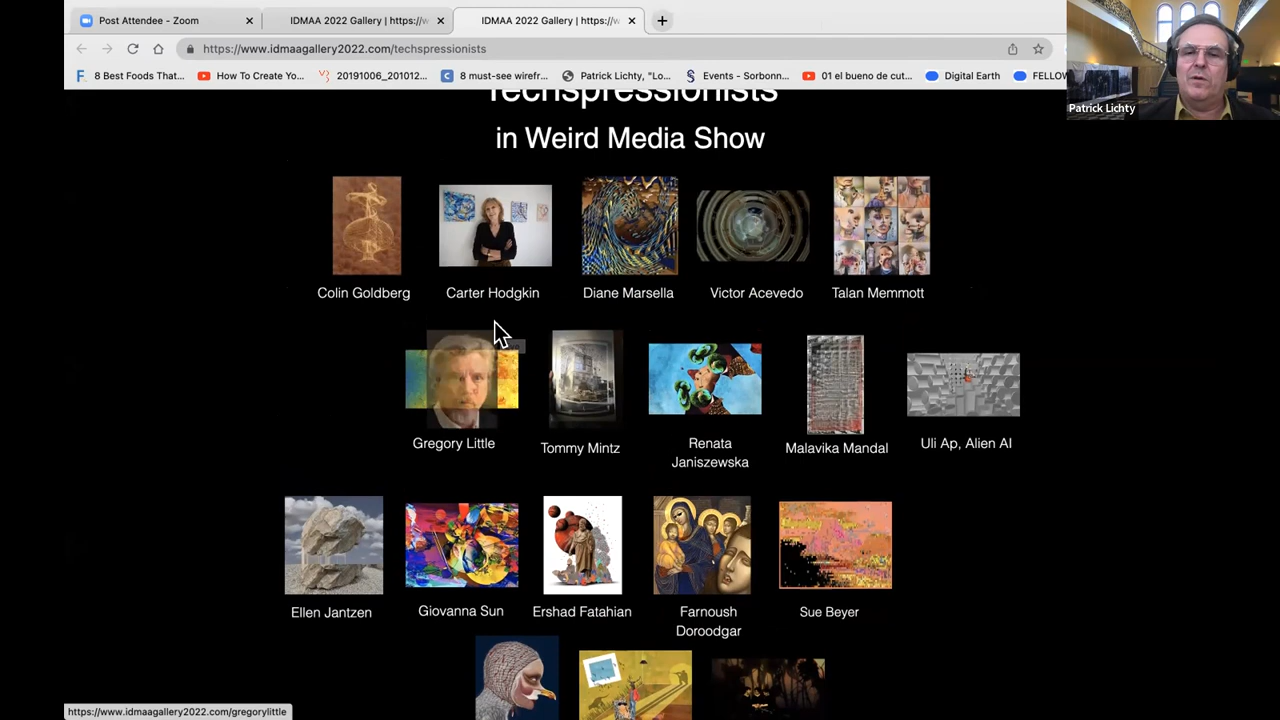 Post Attendee - Zoom
IDMAA 2022 Gallery | https://w
IDMAA 2022 Gallery | https://w
https://www.idmaagallery2022.com/techspressionists
8 Best Foods That...
How To Create Yo...
20191006_201012...
8 must-see wirefr...
Patrick Lichty, "Lo...
Events - Sorbonn...
01 el bueno de cut...
Digital Earth
FELLOW
Patrick Lichty
Techspressionists
in Weird Media Show
Colin Goldberg
Carter Hodgkin
Diane Marsella
Victor Acevedo
Talan Memmott
Gregory Little
Tommy Mintz
Renata
Janiszewska
Malavika Mandal
Uli Ap, Alien AI
Ellen Jantzen
Giovanna Sun
Ershad Fatahian
Farnoush
Doroodgar
Sue Beyer
https://www.idmaagallery2022.com/gregorylittle